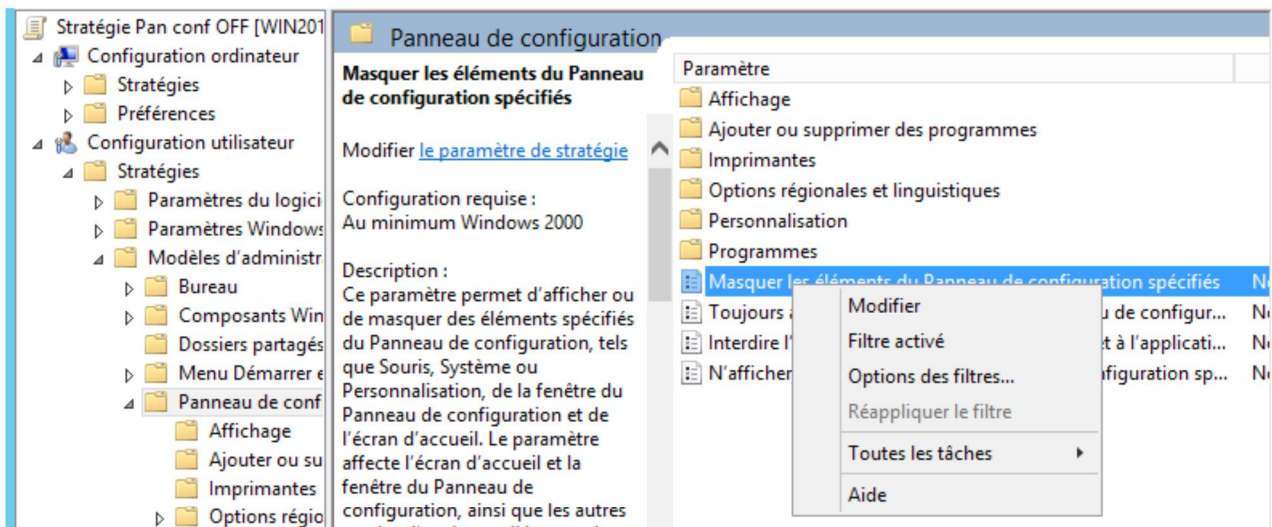 Stratégie Pan conf OFF [WIN201
Configuration ordinateur
Stratégies
Préférences
Configuration utilisateur
Stratégies
Paramètres du logici
Paramètres Windows
Modèles d'administr
Bureau
Composants Win
Dossiers partagés
Menu Démarrer e
Panneau de conf
Affichage
Ajouter ou su
Imprimantes
Options régio
Panneau de configuration
Masquer les éléments du Panneau
de configuration spécifiés
Modifier le paramètre de stratégie
Configuration requise :
Au minimum Windows 2000
Description :
Ce paramètre permet d'afficher ou
de masquer des éléments spécifiés
du Panneau de configuration, tels
que Souris, Système ou
Personnalisation, de la fenêtre du
Panneau de configuration et de
l'écran d'accueil. Le paramètre
affecte l'écran d'accueil et la
fenêtre du Panneau de
configuration, ainsi que les autres
Paramètre
Affichage
Ajouter ou supprimer des programmes
Imprimantes
Options régionales et linguistiques
Personnalisation
Programmes
Masquer les éléments du Panneau de configuration spécifiés
Toujours a u de configur...
Interdire l' et à l'applicati...
N'afficher nfiguration sp...
Modifier
Filtre activé
Options des filtres...
Réappliquer le filtre
Toutes les tâches
Aide